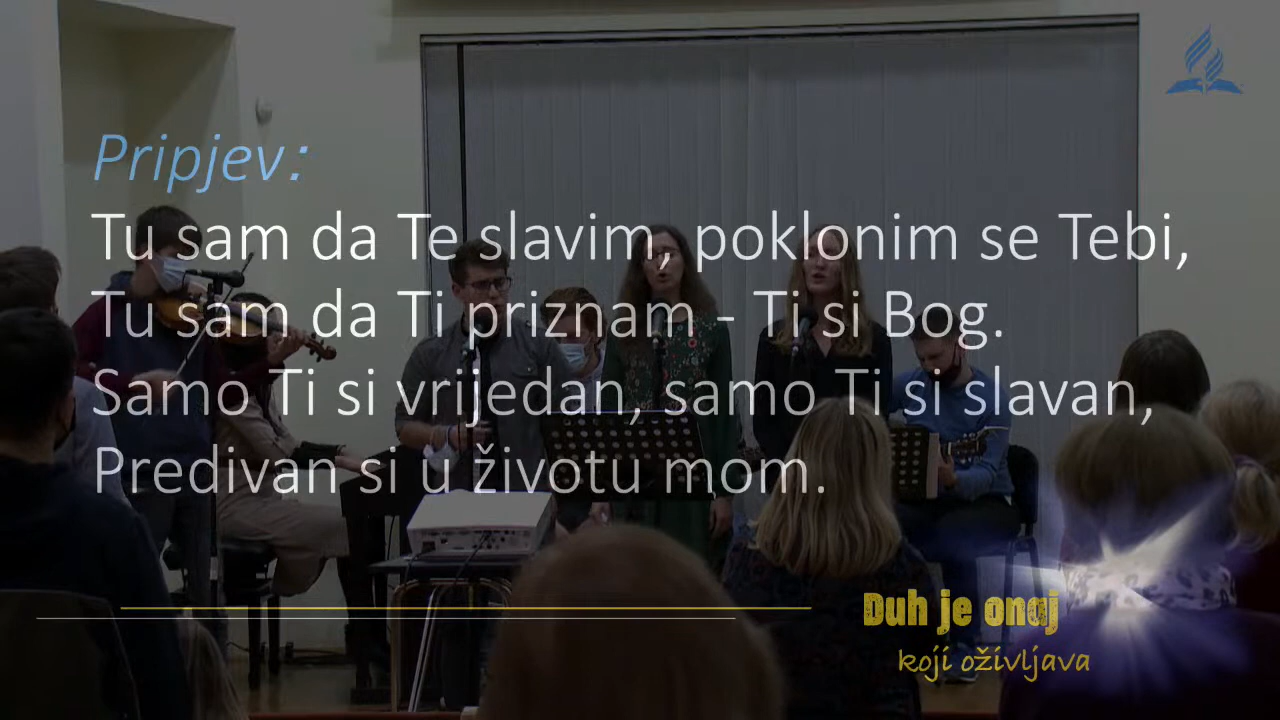 Pripjev:
Tu sam da Te slavim, poklonim se Tebi,
Tu sam da Ti priznam - Ti si Bog.
Samo Ti si vrijedan, samo Ti si slavan,
Predivan si u životu mom.
Duh je onaj
koji oživljava